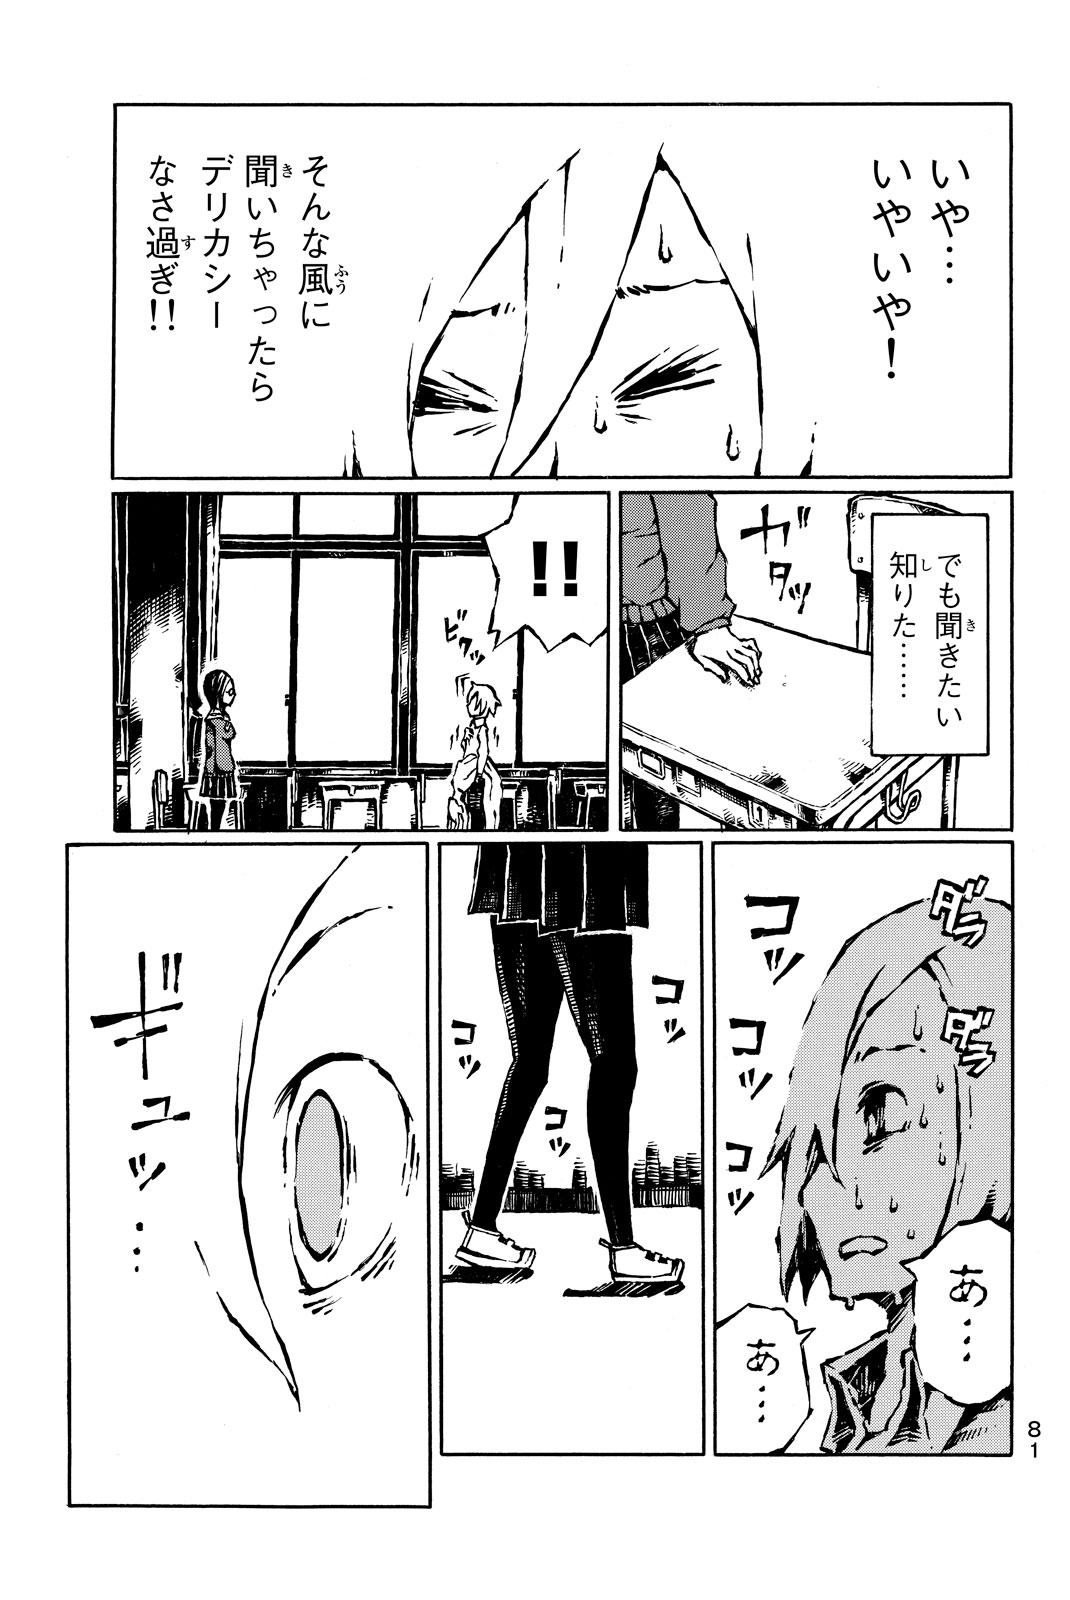 いや…
いやいや！
そんな風に
聞いちゃったら
デリカシー
なさ過ぎ!!
でも聞きたい
知りた……
ガタッ
!!
ビクッ
ダラ
ダラ
コッ
コッ
コッ
あ…
あ…
コッ
コッ
コッ
ギュッ…
81